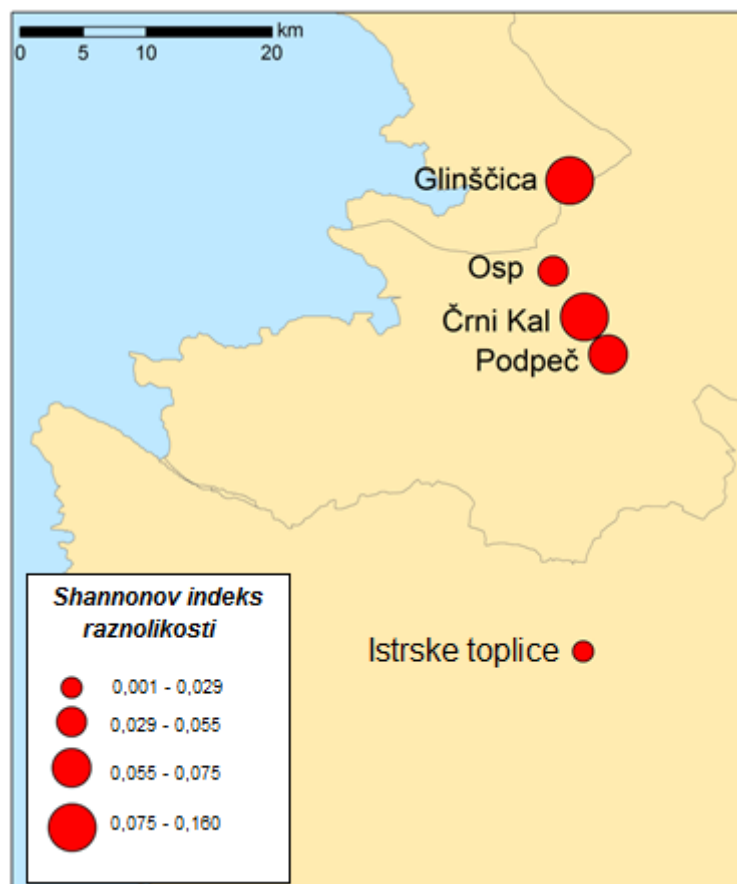 km
0 5 10 20
Glinščica
Osp
Črni Kal
Podpeč
Istrske toplice
Shannonov indeks
raznolikosti
0,001 - 0,029
0,029 - 0,055
0,055 - 0,075
0,075 - 0,160